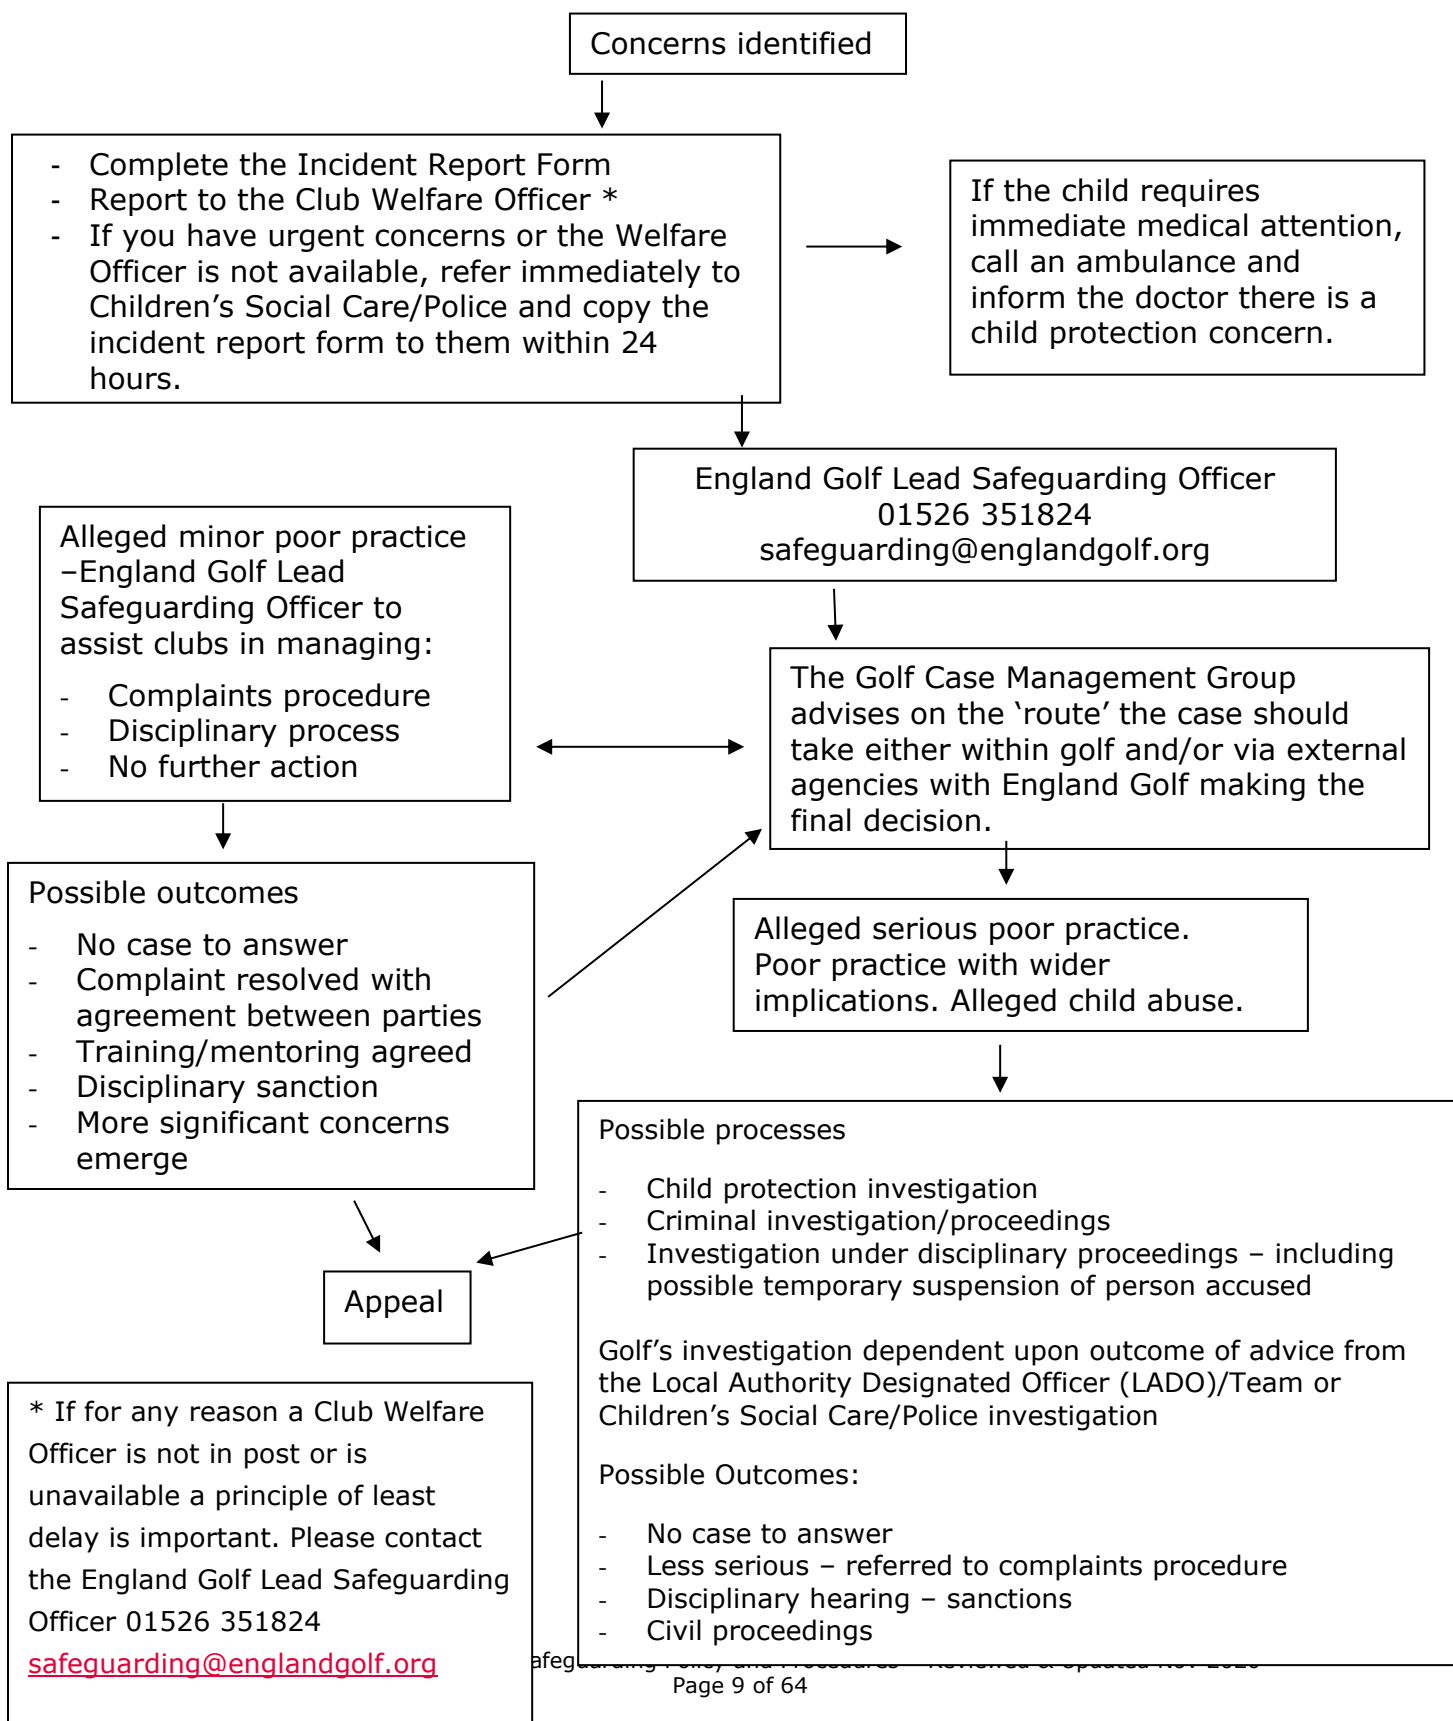 Concerns identified
- Complete the Incident Report Form
- Report to the Club Welfare Officer *
- If you have urgent concerns or the Welfare
Officer is not available, refer immediately to
Children’s Social Care/Police and copy the
incident report form to them within 24
hours.
If the child requires
immediate medical attention,
call an ambulance and
inform the doctor there is a
child protection concern.
England Golf Lead Safeguarding Officer
01526 351824
safeguarding@englandgolf.org
Alleged minor poor practice
–England Golf Lead
Safeguarding Officer to
assist clubs in managing:
- Complaints procedure
- Disciplinary process
- No further action
The Golf Case Management Group
advises on the ‘route’ the case should
take either within golf and/or via external
agencies with England Golf making the
final decision.
Possible outcomes
- No case to answer
- Complaint resolved with
agreement between parties
- Training/mentoring agreed
- Disciplinary sanction
- More significant concerns
emerge
Alleged serious poor practice.
Poor practice with wider
implications. Alleged child abuse.
Possible processes
- Child protection investigation
- Criminal investigation/proceedings
- Investigation under disciplinary proceedings – including
possible temporary suspension of person accused
Golf’s investigation dependent upon outcome of advice from
the Local Authority Designated Officer (LADO)/Team or
Children’s Social Care/Police investigation
Possible Outcomes:
- No case to answer
- Less serious – referred to complaints procedure
- Disciplinary hearing – sanctions
- Civil proceedings
Appeal
* If for any reason a Club Welfare
Officer is not in post or is
unavailable a principle of least
delay is important. Please contact
the England Golf Lead Safeguarding
Officer 01526 351824
safeguarding@englandgolf.org
Page 9 of 64